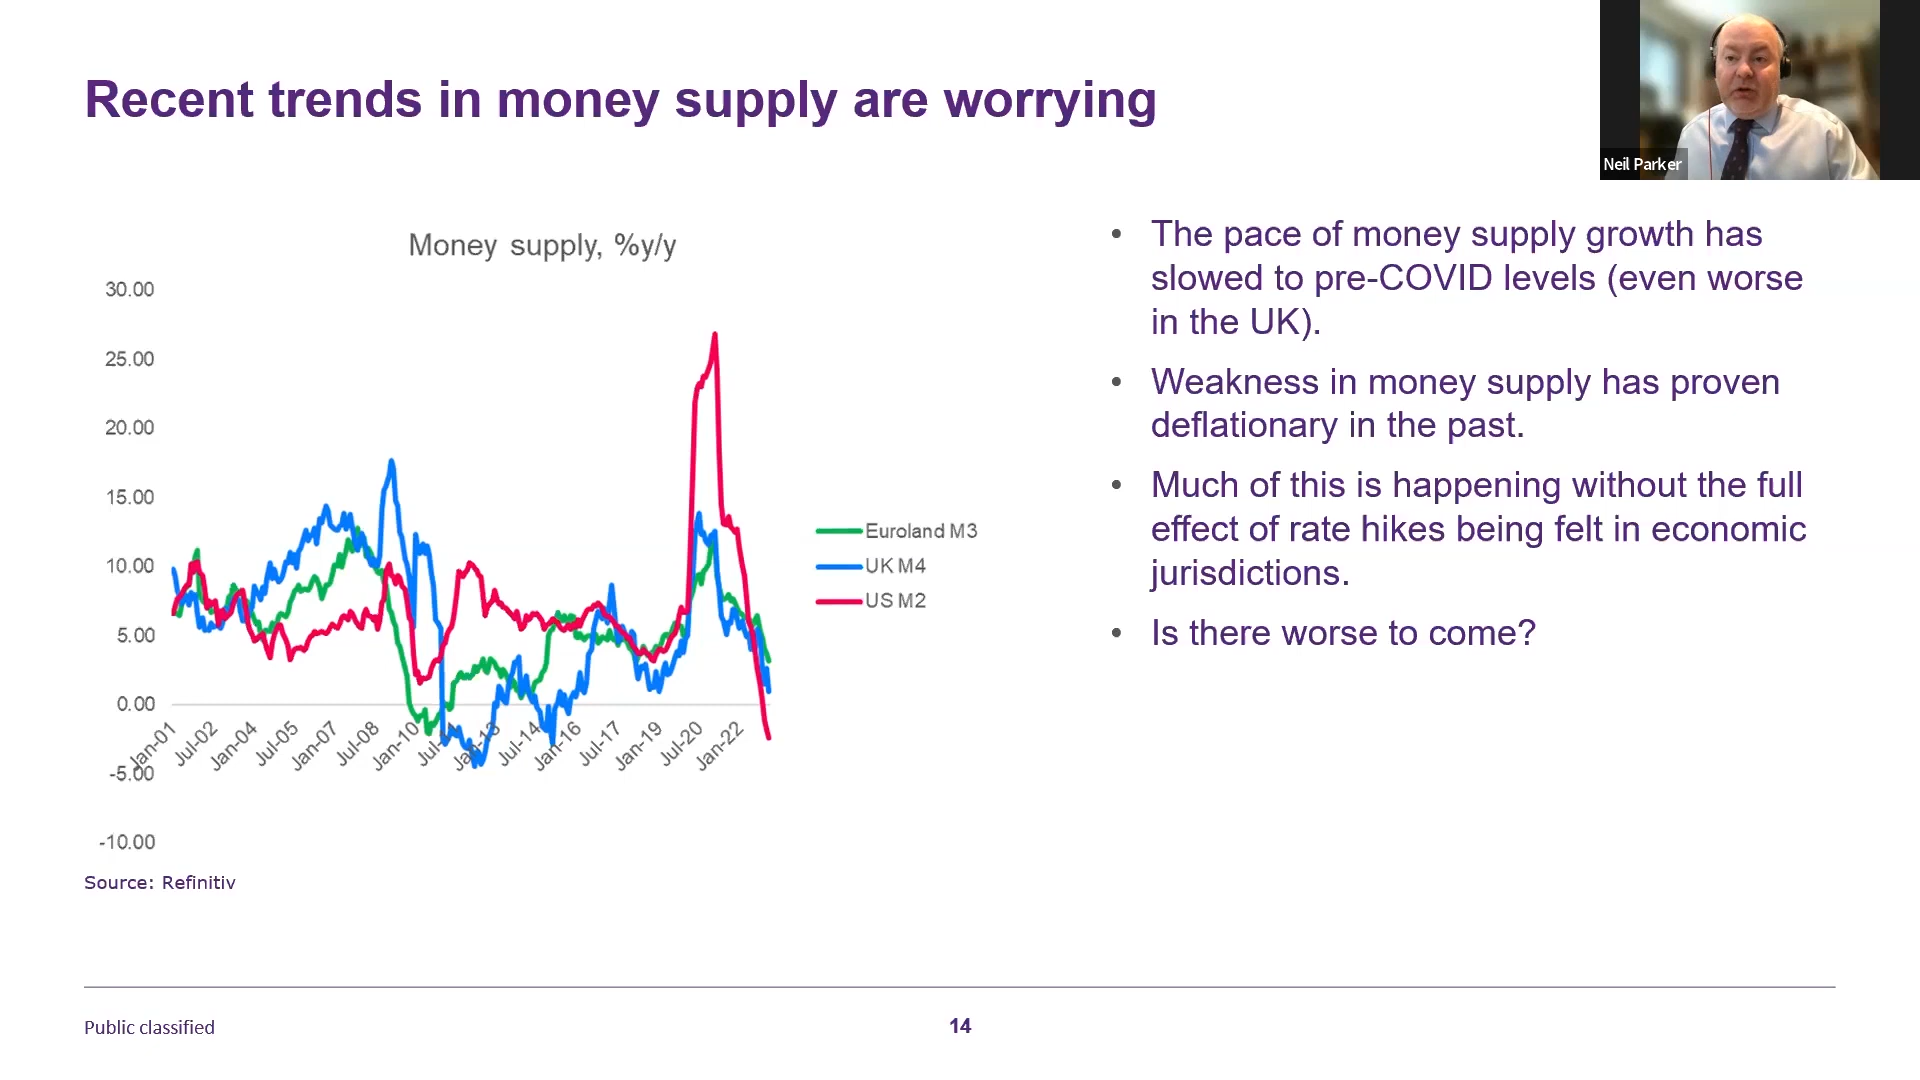 Recent trends in money supply are worrying
Neil Parker
Money supply, %y/y
30.00
25.00
20.00
15.00
10.00
5.00
0.00
-5.00
-10.00
Jan-01
Jul-02
Jan-04
Jul-05
Jan-07
Jul-08
Jan-10
Jul-11
Jan-13
Jul-14
Jan-16
Jul-17
Jan-19
Jul-20
Jan-22
Euroland M3
UK M4
US M2
Source: Refinitiv
• The pace of money supply growth has
slowed to pre-COVID levels (even worse
in the UK).
• Weakness in money supply has proven
deflationary in the past.
• Much of this is happening without the full
effect of rate hikes being felt in economic
jurisdictions.
• Is there worse to come?
Public classified
14